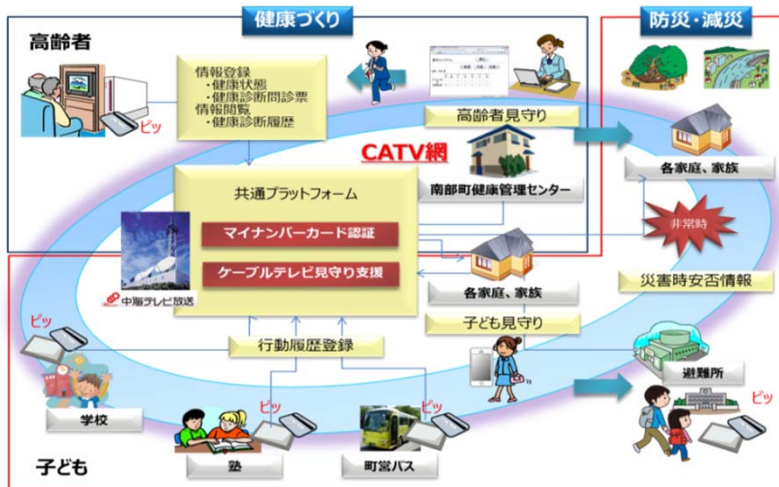 健康づくり
防災・減災
高齢者
情報登録
・健康状態
・健康診断問診票
情報閲覧
・健康診断履歴
ピッ
高齢者見守り
CATV網
各家庭、家族
共通プラットフォーム
南部町健康管理センター
マイナンバーカード認証
非常時
ケーブルテレビ見守り支援
中海テレビ放送
各家庭、家族
災害時安否情報
子ども見守り
行動履歴登録
ピッ
学校
避難所
ピッ
ピッ
ピッ
塾
町営バス
子ども